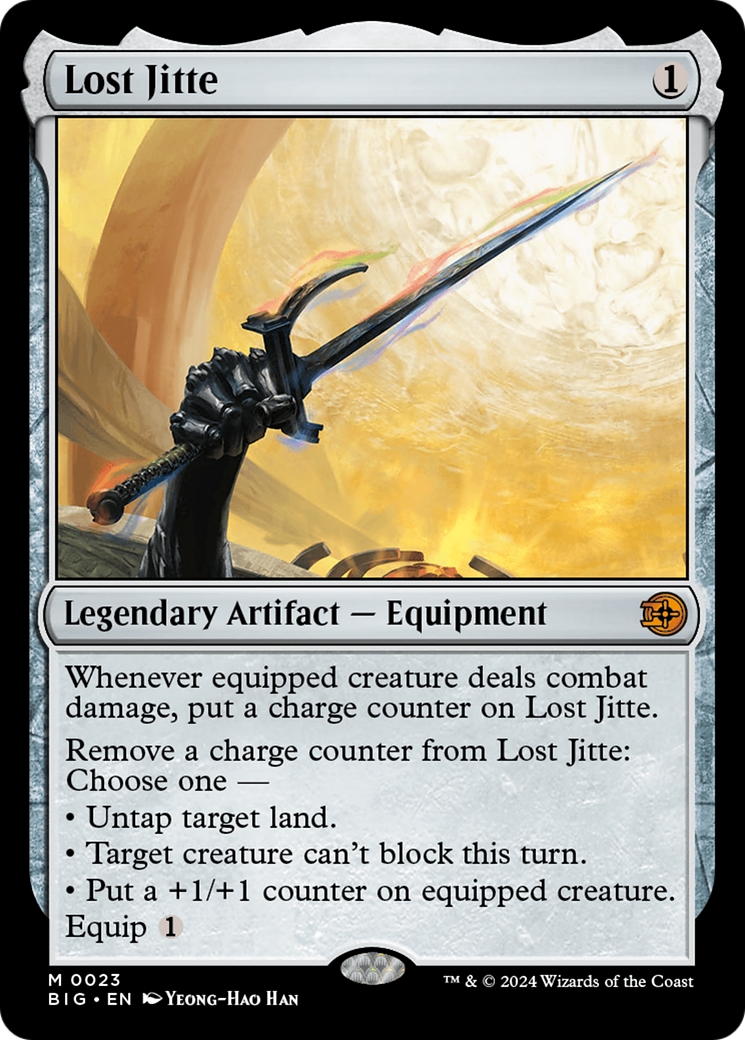 Lost Jitte 1
Legendary Artifact — Equipment
Whenever equipped creature deals combat
damage, put a charge counter on Lost Jitte.
Remove a charge counter from Lost Jitte:
Choose one —
• Untap target land.
• Target creature can't block this turn.
• Put a +1/+1 counter on equipped creature.
Equip 1
M 0023
BIG • EN Yeong-Hao Han
™ & © 2024 Wizards of the Coast